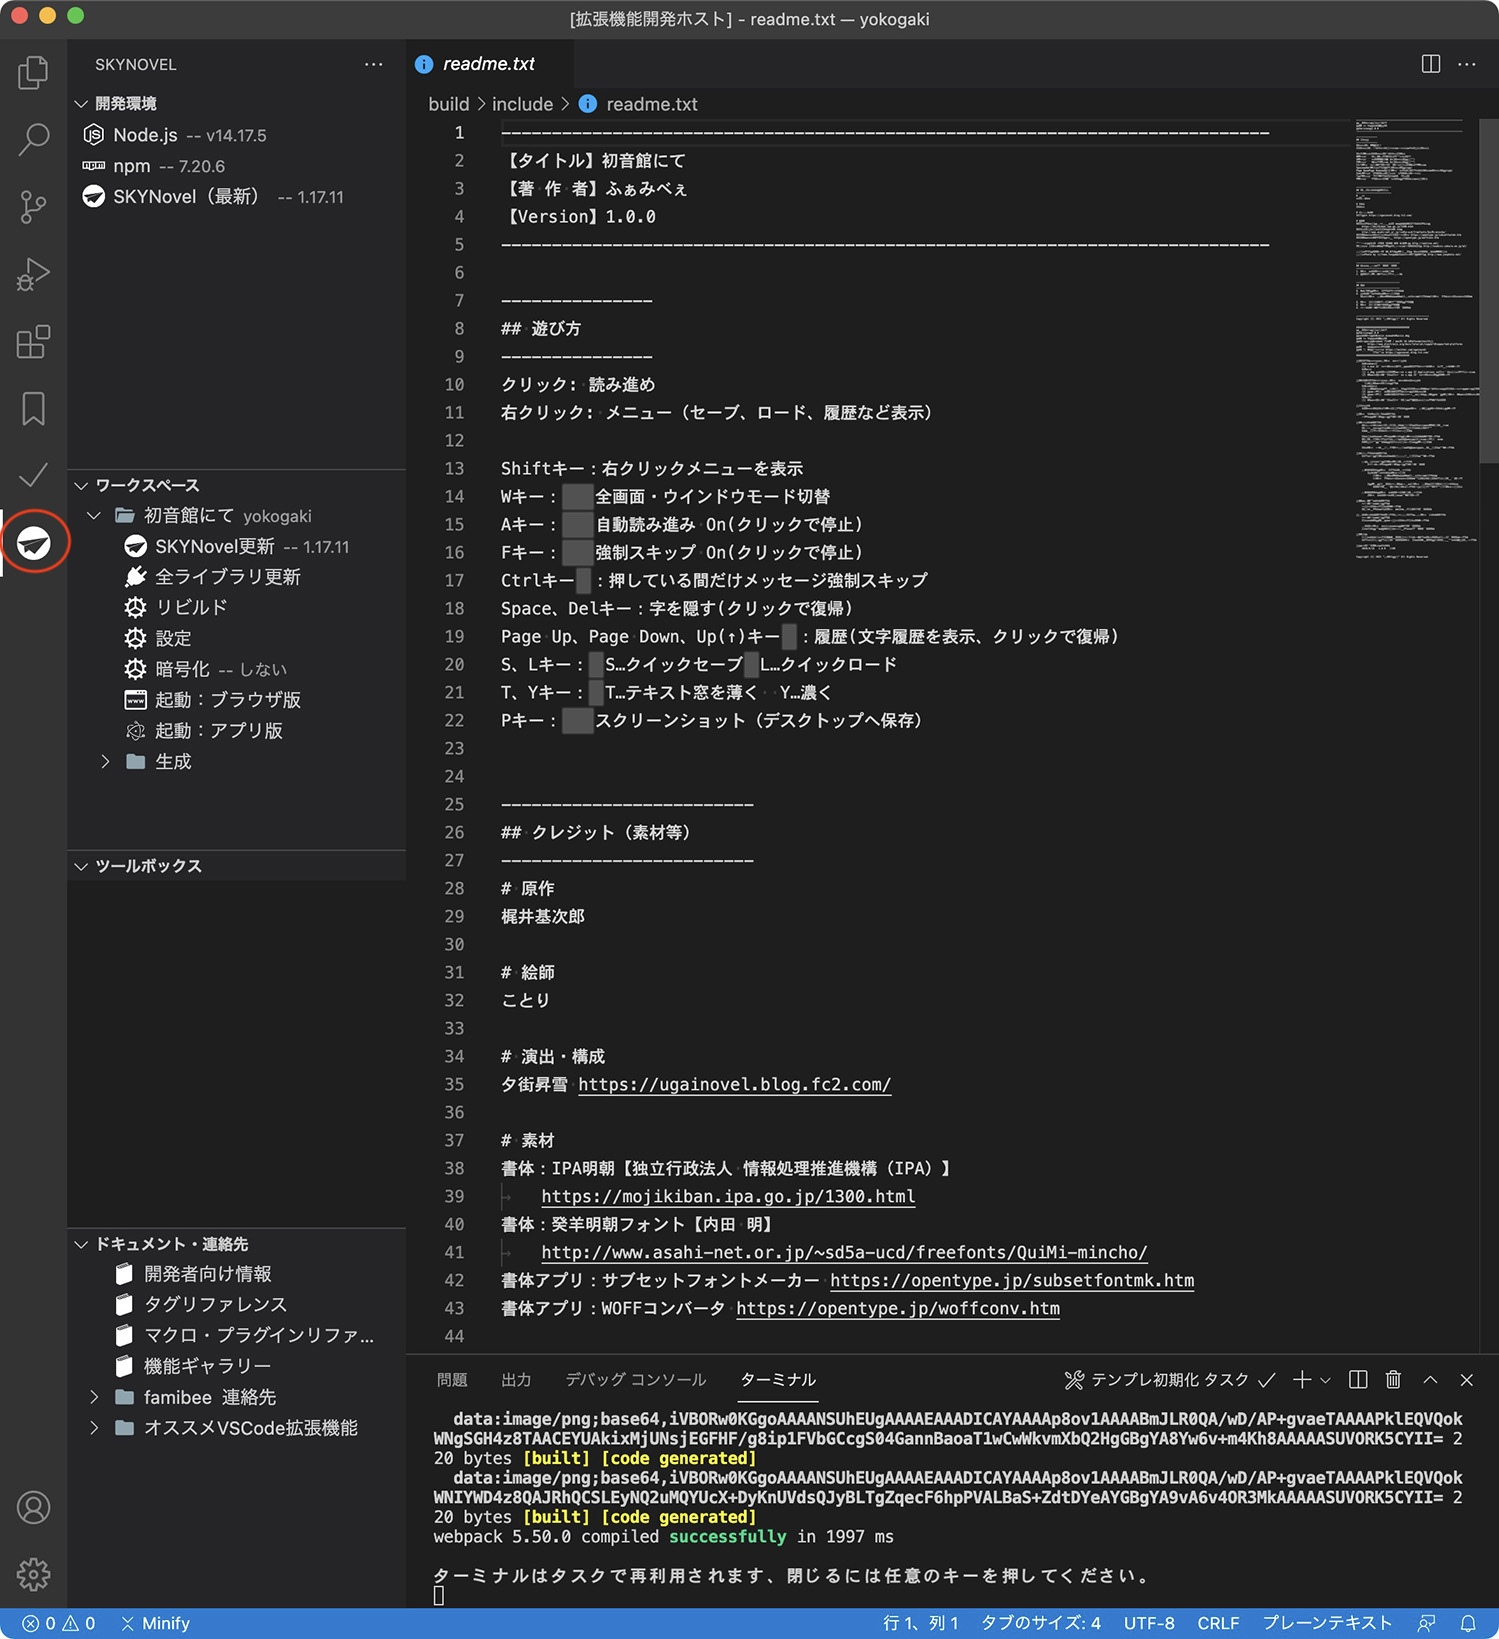 [拡張機能開発ホスト] - readme.txt — yokogaki
SKYNOVEL
開発環境
Node.js -- v14.17.5
npm -- 7.20.6
SKYNovel（最新） -- 1.17.11
ワークスペース
初音館にて yokogaki
SKYNovel更新 -- 1.17.11
全ライブラリ更新
リビルド
設定
暗号化 -- しない
起動：ブラウザ版
起動：アプリ版
生成
ツールボックス
ドキュメント・連絡先
開発者向け情報
タグリファレンス
マクロ・プラグインリファ...
機能ギャラリー
famibee 連絡先
オススメVSCode拡張機能
readme.txt
build > include > readme.txt
1 ----------------------------------------------------------------------------
2 【タイトル】初音館にて
3 【著 作 者】ふぁみべぇ
4 【Version】1.0.0
5 ----------------------------------------------------------------------------
6
7 ---------------
8 ## 遊び方
9 ---------------
10 クリック: 読み進め
11 右クリック: メニュー（セーブ、ロード、履歴など表示）
12
13 Shiftキー：右クリックメニューを表示
14 Wキー： 全画面・ウインドウモード切替
15 Aキー： 自動読み進み On(クリックで停止)
16 Fキー： 強制スキップ On(クリックで停止)
17 Ctrlキー ：押している間だけメッセージ強制スキップ
18 Space、Delキー：字を隠す(クリックで復帰)
19 Page Up、Page Down、Up(↑)キー ：履歴(文字履歴を表示、クリックで復帰)
20 S、Lキー： S…クイックセーブ L…クイックロード
21 T、Yキー： T…テキスト窓を薄く Y…濃く
22 Pキー： スクリーンショット（デスクトップへ保存）
23
24
25 -------------------------
26 ## クレジット（素材等）
27 -------------------------
28 # 原作
29 梶井基次郎
30
31 # 絵師
32 ことり
33
34 # 演出・構成
35 夕街昇雪 https://ugainovel.blog.fc2.com/
36
37 # 素材
38 書体：IPA明朝【独立行政法人 情報処理推進機構（IPA）】
39 https://mojikiban.ipa.go.jp/1300.html
40 書体：癸羊明朝フォント【内田 明】
41 http://www.asahi-net.or.jp/~sd5a-ucd/freefonts/QuiMi-mincho/
42 書体アプリ：サブセットフォントメーカー https://opentype.jp/subsetfontmk.htm
43 書体アプリ：WOFFコンバータ https://opentype.jp/woffconv.htm
44
問題 出力 デバッグ コンソール ターミナル テンプレ初期化 タスク
data:image/png;base64,iVBORw0KGgoAAAANSUhEUgAAAAEAAAADICAYAAAAp8ov1AAAABmJLR0QA/wD/AP+gvaeTAAAAPklEQVQok
WNgSGH4z8TAACEYUAkixMjUNsjEGFHF/g8ip1FVbGCcgS04GannBaoaT1wCwWkvmXbQ2HgGBgYA8Yw6v+m4Kh8AAAAASUVORK5CYII= 2
20 bytes [built] [code generated]
data:image/png;base64,iVBORw0KGgoAAAANSUhEUgAAAAEAAAADICAYAAAAp8ov1AAAABmJLR0QA/wD/AP+gvaeTAAAAPklEQVQok
WNIYWD4z8QAJRhQCSLEyNQ2uMQYUcX+DyKnUVdsQJyBLTgZqecF6hpPVALBaS+ZdtDYeAYGBgYA9vA6v4OR3MkAAAAASUVORK5CYII= 2
20 bytes [built] [code generated]
webpack 5.50.0 compiled successfully in 1997 ms
ターミナルはタスクで再利用されます、閉じるには任意のキーを押してください。
0 0 Minify 行 1、列 1 タブのサイズ: 4 UTF-8 CRLF プレーンテキスト